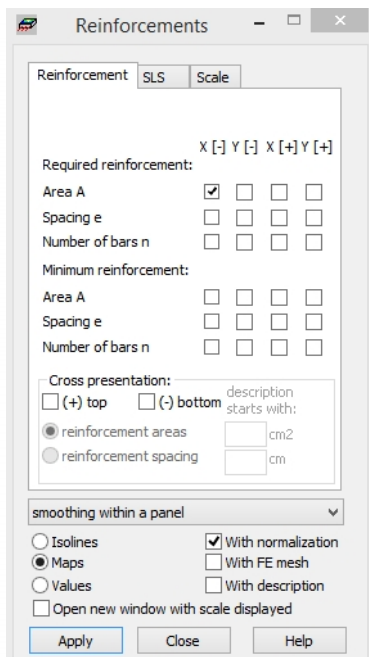 Reinforcements
Reinforcement SLS Scale
X [-] Y [-] X [+] Y [+]
Required reinforcement:
Area A
Spacing e
Number of bars n
Minimum reinforcement:
Area A
Spacing e
Number of bars n
Cross presentation:
(+) top (-) bottom description
starts with:
reinforcement areas cm2
reinforcement spacing cm
smoothing within a panel
Isolines With normalization
Maps With FE mesh
Values With description
Open new window with scale displayed
Apply Close Help